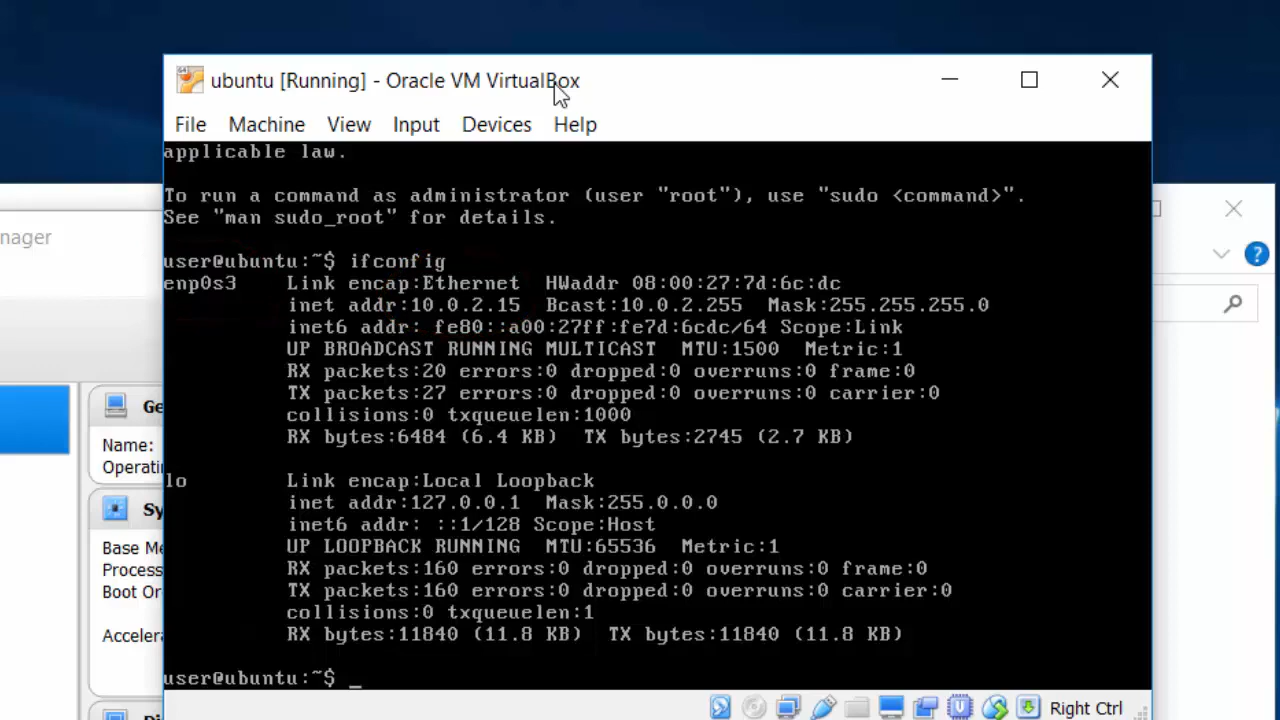 ubuntu [Running] - Oracle VM VirtualBox
File Machine View Input Devices Help
applicable law.
To run a command as administrator (user "root"), use "sudo <command>".
See "man sudo_root" for details.
user@ubuntu:~$ ifconfig
enp0s3 Link encap:Ethernet HWaddr 08:00:27:7d:6c:dc
inet addr:10.0.2.15 Bcast:10.0.2.255 Mask:255.255.255.0
inet6 addr: fe80::a00:27ff:fe7d:6cdc/64 Scope:Link
UP BROADCAST RUNNING MULTICAST MTU:1500 Metric:1
RX packets:20 errors:0 dropped:0 overruns:0 frame:0
TX packets:27 errors:0 dropped:0 overruns:0 carrier:0
collisions:0 txqueuelen:1000
RX bytes:6484 (6.4 KB) TX bytes:2745 (2.7 KB)
lo Link encap:Local Loopback
inet addr:127.0.0.1 Mask:255.0.0.0
inet6 addr: ::1/128 Scope:Host
UP LOOPBACK RUNNING MTU:65536 Metric:1
RX packets:160 errors:0 dropped:0 overruns:0 frame:0
TX packets:160 errors:0 dropped:0 overruns:0 carrier:0
collisions:0 txqueuelen:1
RX bytes:11840 (11.8 KB) TX bytes:11840 (11.8 KB)
user@ubuntu:~$ _
Right Ctrl
nager
?
Ge
Name:
Operatin
Sy
Base Me
Process
Boot Or
Accelera